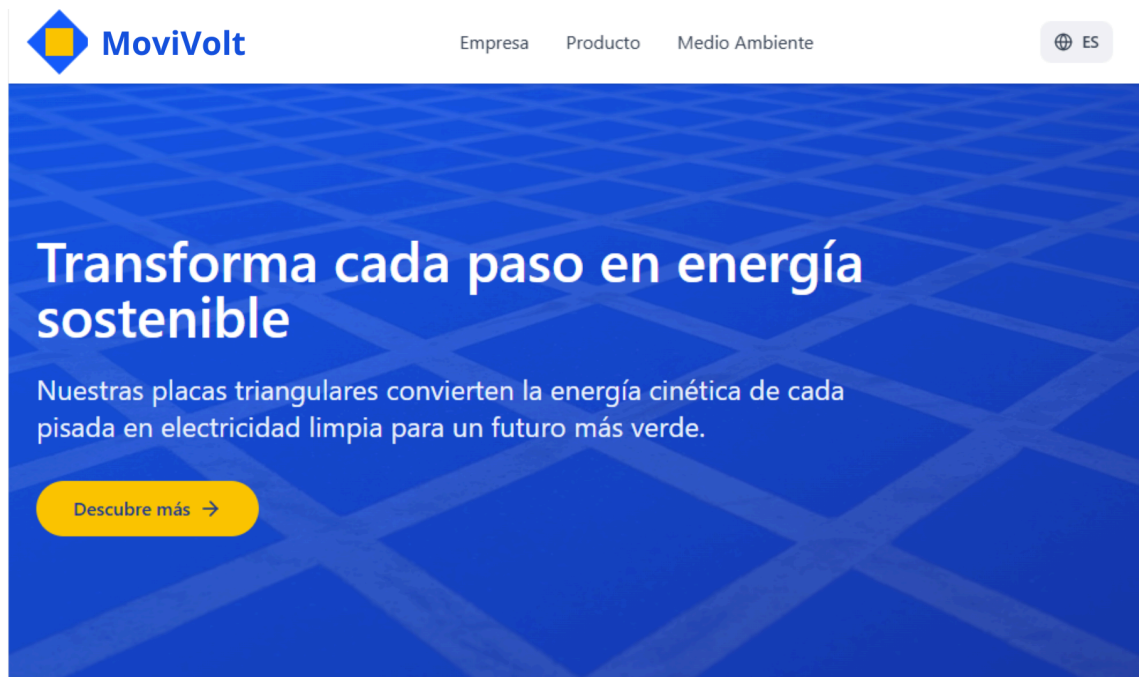 MoviVolt
Empresa
Producto
Medio Ambiente
ES
Transforma cada paso en energía
sostenible
Nuestras placas triangulares convierten la energía cinética de cada
pisada en electricidad limpia para un futuro más verde.
Descubre más →